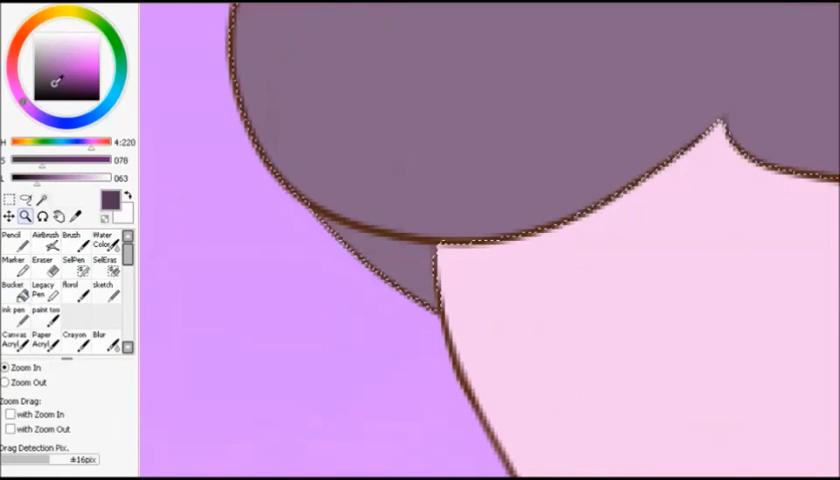 H 4:220
S 078
L 063
Pencil AirBrush Brush Water Color
Marker Eraser SelPen SelEras
Bucket Legacy Pen floral sketch
ink pen paint too
Canvas Acryl. Paper Acryl. Crayon Blur
Zoom In
Zoom Out
Zoom Drag:
with Zoom In
with Zoom Out
Drag Detection Pix.
±16pix